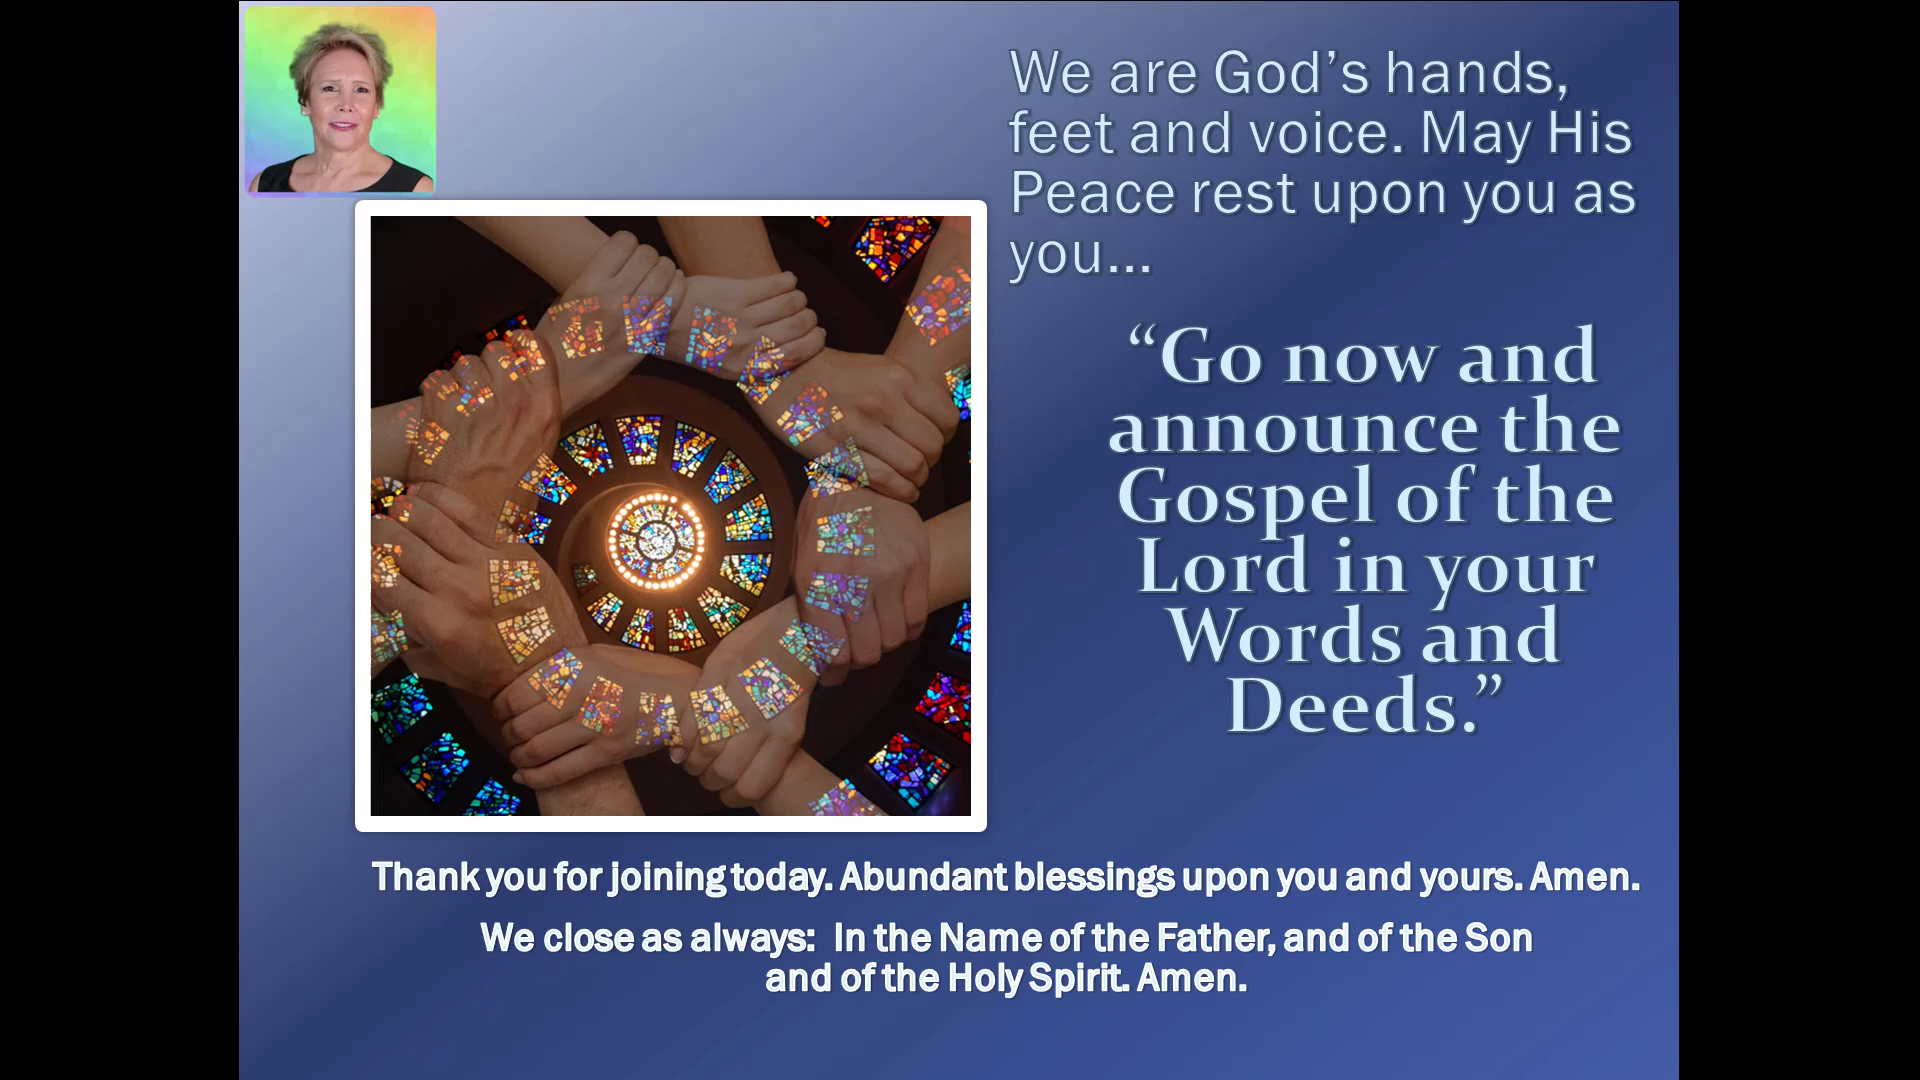 We are God’s hands,
feet and voice. May His
Peace rest upon you as
you…
“Go now and
announce the
Gospel of the
Lord in your
Words and
Deeds.”
Thank you for joining today. Abundant blessings upon you and yours. Amen.
We close as always:  In the Name of the Father, and of the Son
and of the Holy Spirit. Amen.